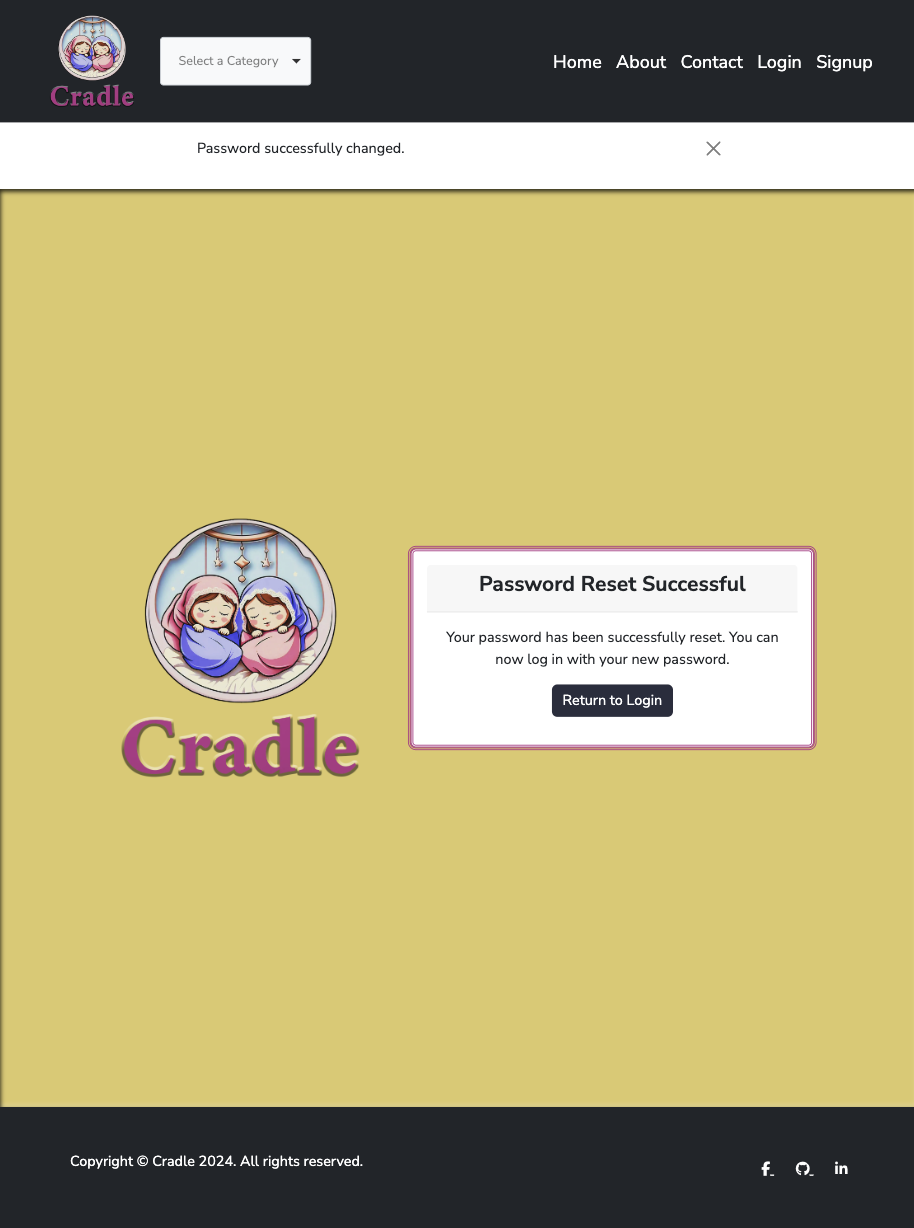 Cradle
Select a Category
Home About Contact Login Signup
Password successfully changed.
Cradle
Password Reset Successful
Your password has been successfully reset. You can
now log in with your new password.
Return to Login
Copyright © Cradle 2024. All rights reserved.